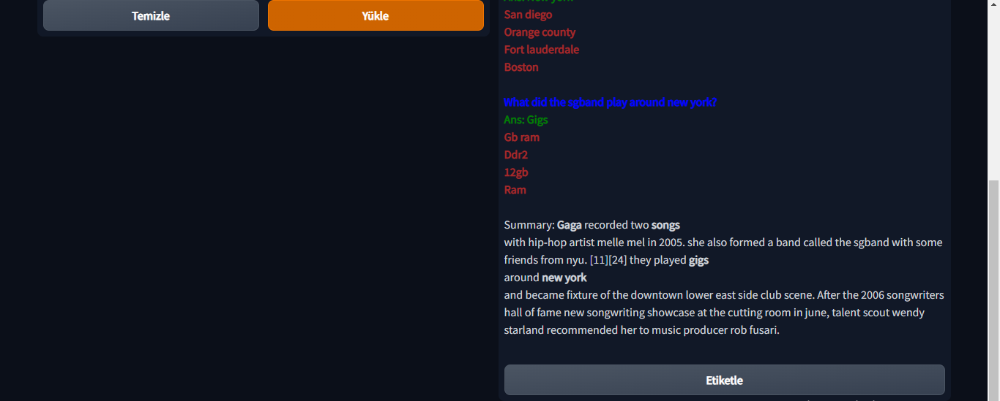 Temizle
Yükle
Ans: new york
San diego
Orange county
Fort lauderdale
Boston
What did the sgband play around new york?
Ans: Gigs
Gb ram
Ddr2
12gb
Ram
Summary: Gaga recorded two songs
with hip-hop artist melle mel in 2005. she also formed a band called the sgband with some
friends from nyu. [11][24] they played gigs
around new york
and became fixture of the downtown lower east side club scene. After the 2006 songwriters
hall of fame new songwriting showcase at the cutting room in june, talent scout wendy
starland recommended her to music producer rob fusari.
Etiketle